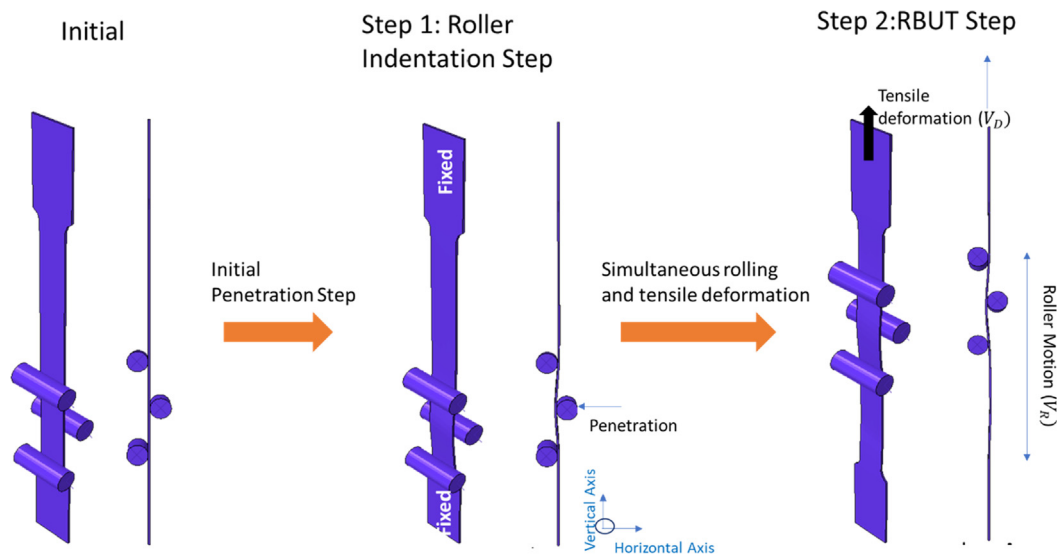 Initial
Step 1: Roller
Indentation Step
Step 2:RBUT Step
Tensile
deformation (V_D)
Fixed
Initial
Penetration Step
Simultaneous rolling
and tensile deformation
Penetration
Roller Motion (V_R)
Fixed
Vertical Axis
Horizontal Axis